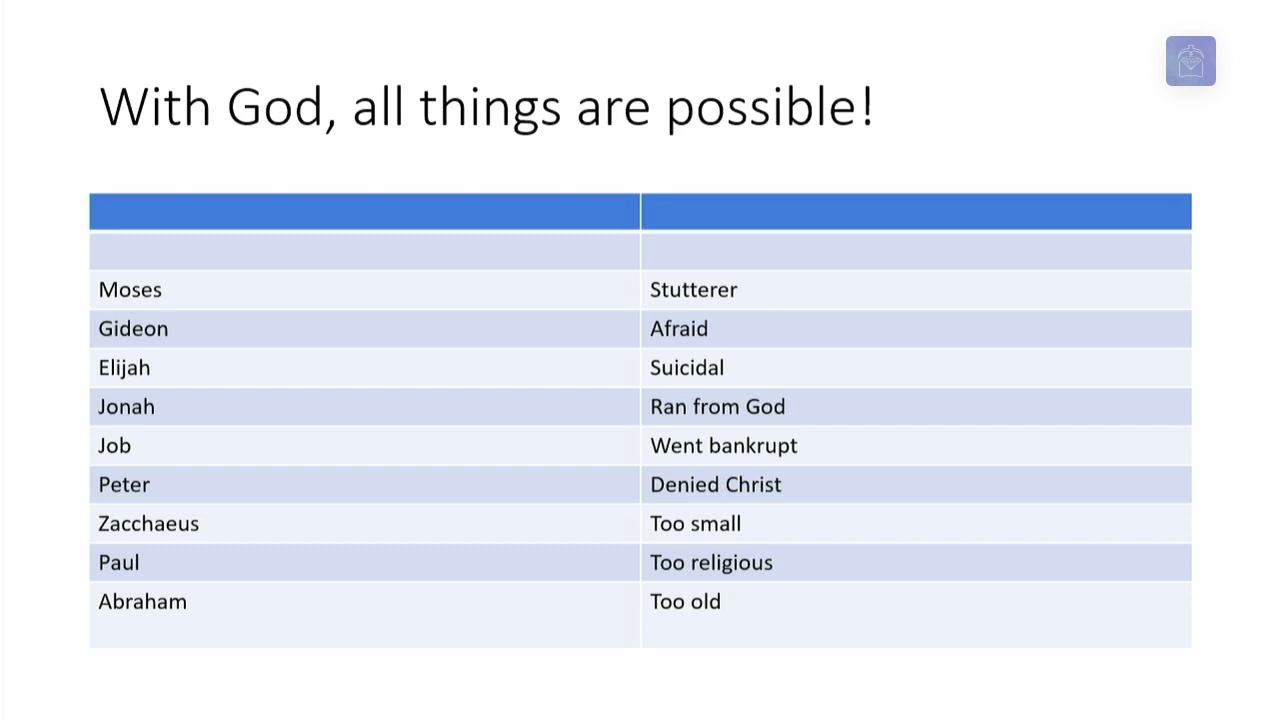 With God, all things are possible!
Moses Stutterer
Gideon Afraid
Elijah Suicidal
Jonah Ran from God
Job Went bankrupt
Peter Denied Christ
Zacchaeus Too small
Paul Too religious
Abraham Too old